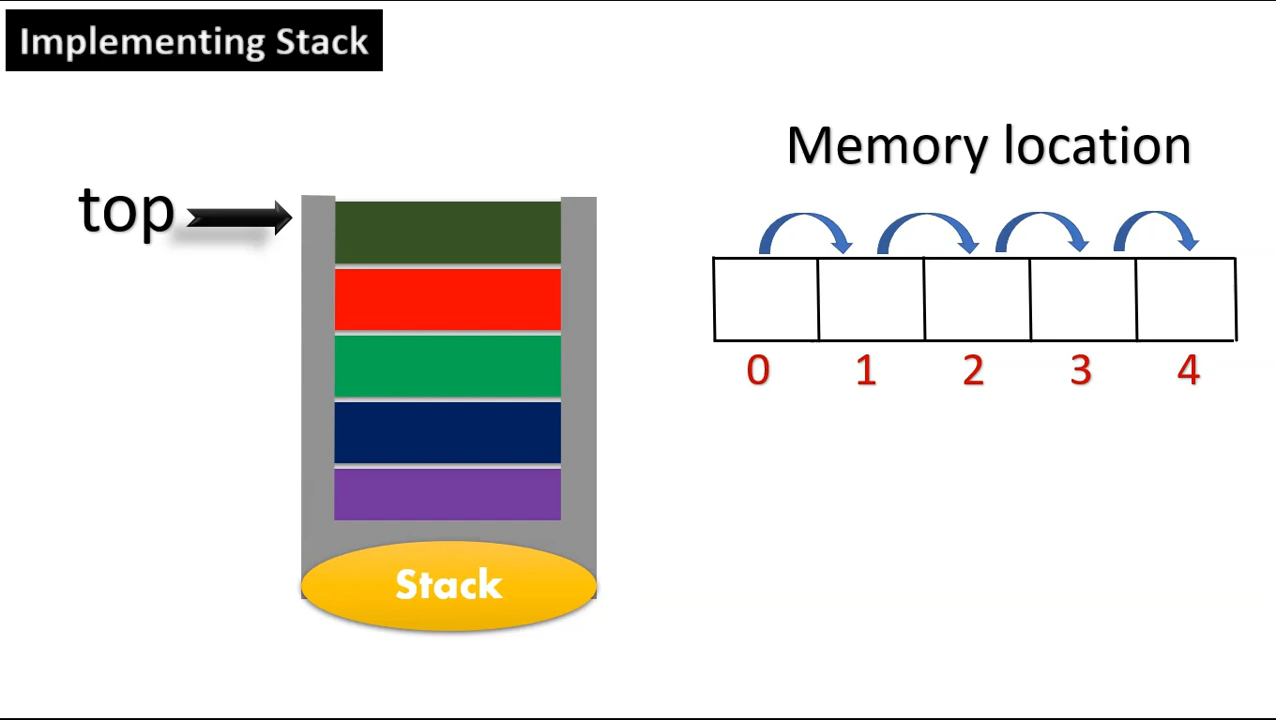 Implementing Stack
Memory location
top
0 1 2 3 4
Stack